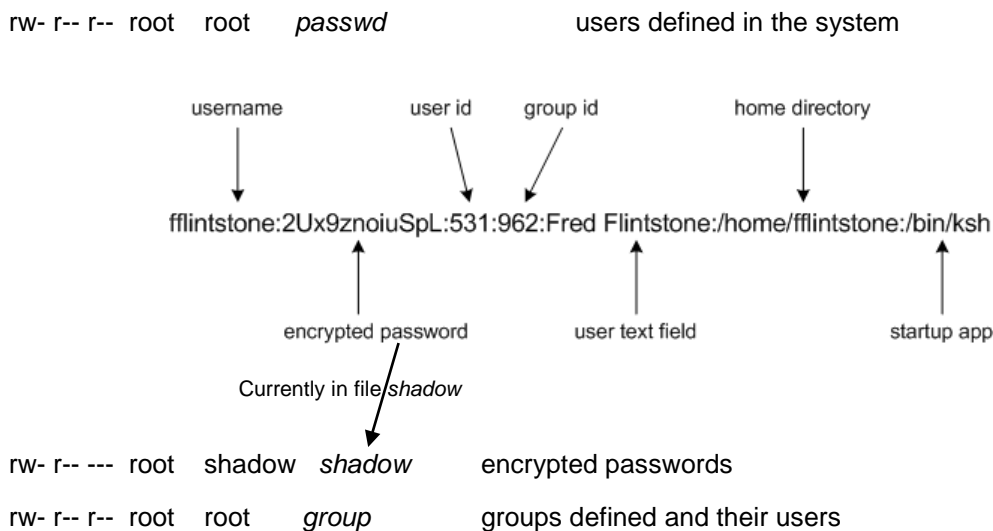 rw- r-- r-- root root passwd users defined in the system
username user id group id home directory
fflintstone:2Ux9znoiuSpL:531:962:Fred Flintstone:/home/fflintstone:/bin/ksh
encrypted password user text field startup app
Currently in file shadow
rw- r-- --- root shadow shadow encrypted passwords
rw- r-- r-- root root group groups defined and their users